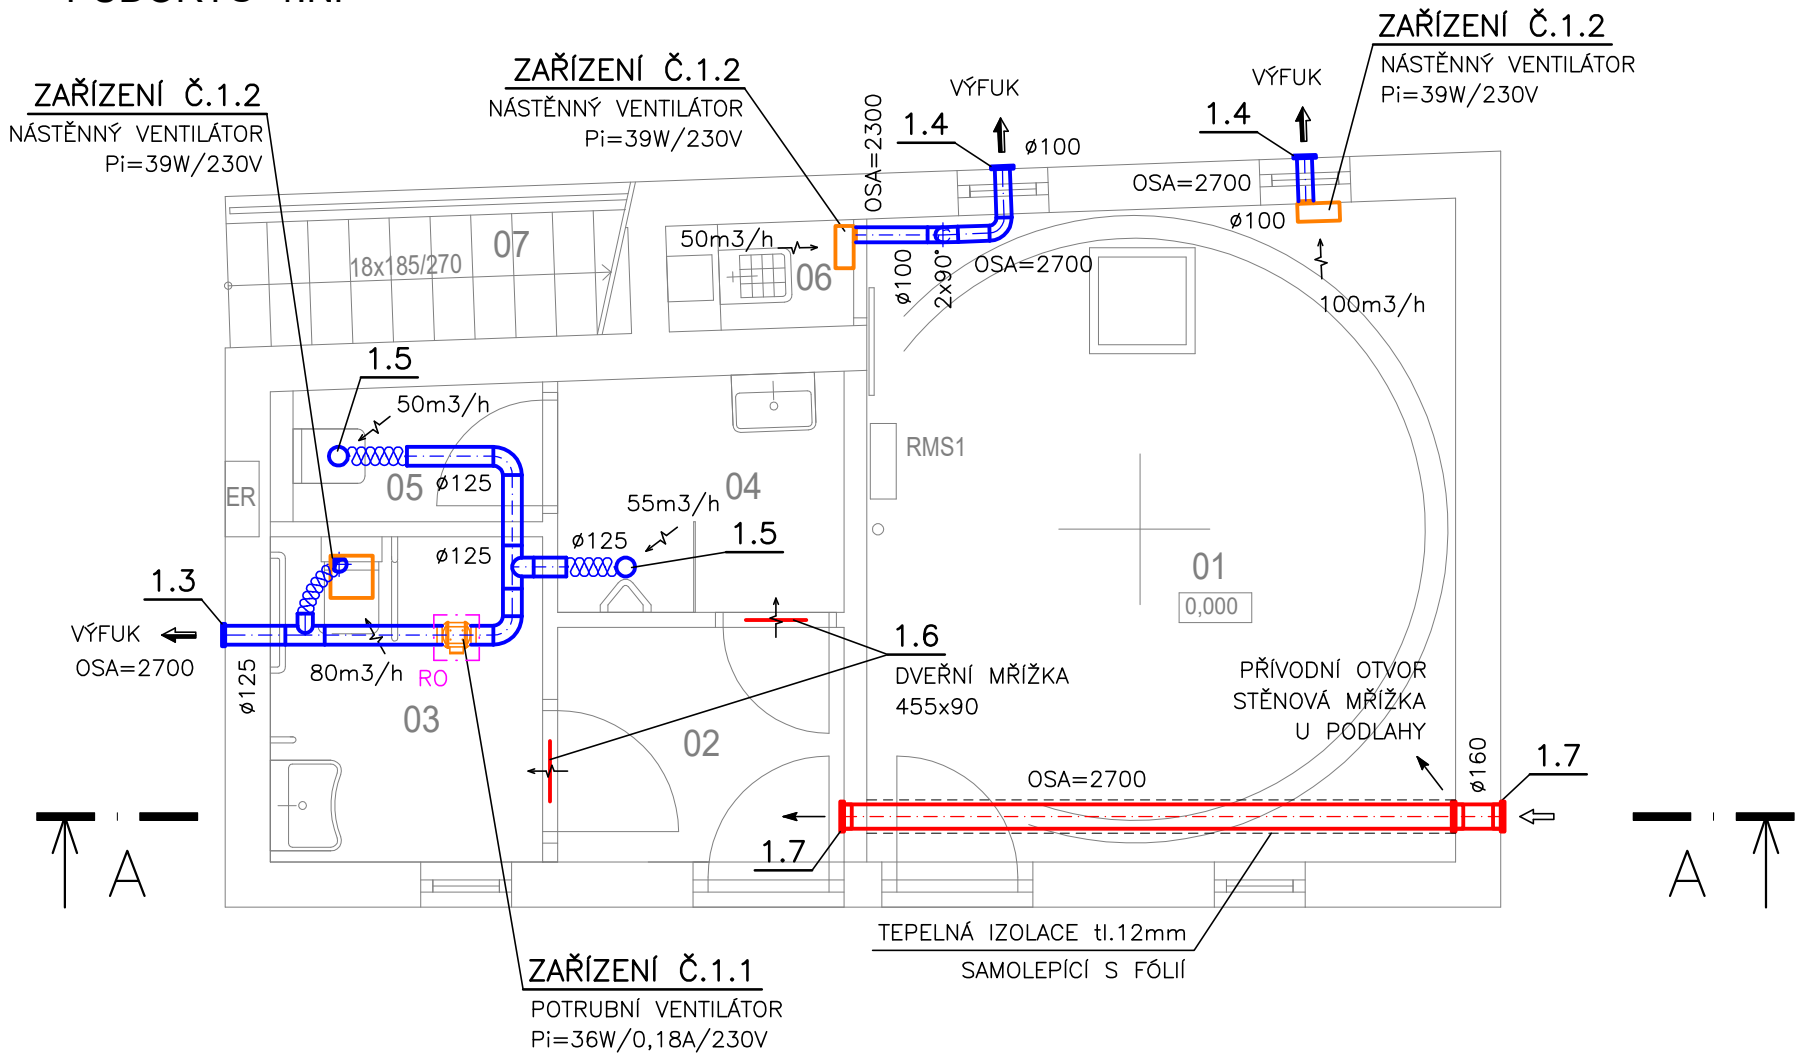 ZAŘÍZENÍ Č.1.2
NÁSTĚNNÝ VENTILÁTOR
Pi=39W/230V
ZAŘÍZENÍ Č.1.2
NÁSTĚNNÝ VENTILÁTOR
Pi=39W/230V
ZAŘÍZENÍ Č.1.2
NÁSTĚNNÝ VENTILÁTOR
Pi=39W/230V
VÝFUK
VÝFUK
1.4
1.4
ø100
OSA=2300
OSA=2700
ø100
07
18x185/270
50m3/h
06
ø100
2x90°
OSA=2700
100m3/h
1.5
50m3/h
05
ø125
ER
04
RMS1
55m3/h
1.5
ø125
ø125
01
0,000
1.3
VÝFUK
OSA=2700
ø125
80m3/h
RO
03
02
1.6
DVEŘNÍ MŘÍŽKA
455x90
PŘÍVODNÍ OTVOR
STĚNOVÁ MŘÍŽKA
U PODLAHY
ø160
1.7
OSA=2700
1.7
A
A
TEPELNÁ IZOLACE tl.12mm
SAMOLEPÍCÍ S FÓLIÍ
ZAŘÍZENÍ Č.1.1
POTRUBNÍ VENTILÁTOR
Pi=36W/0,18A/230V